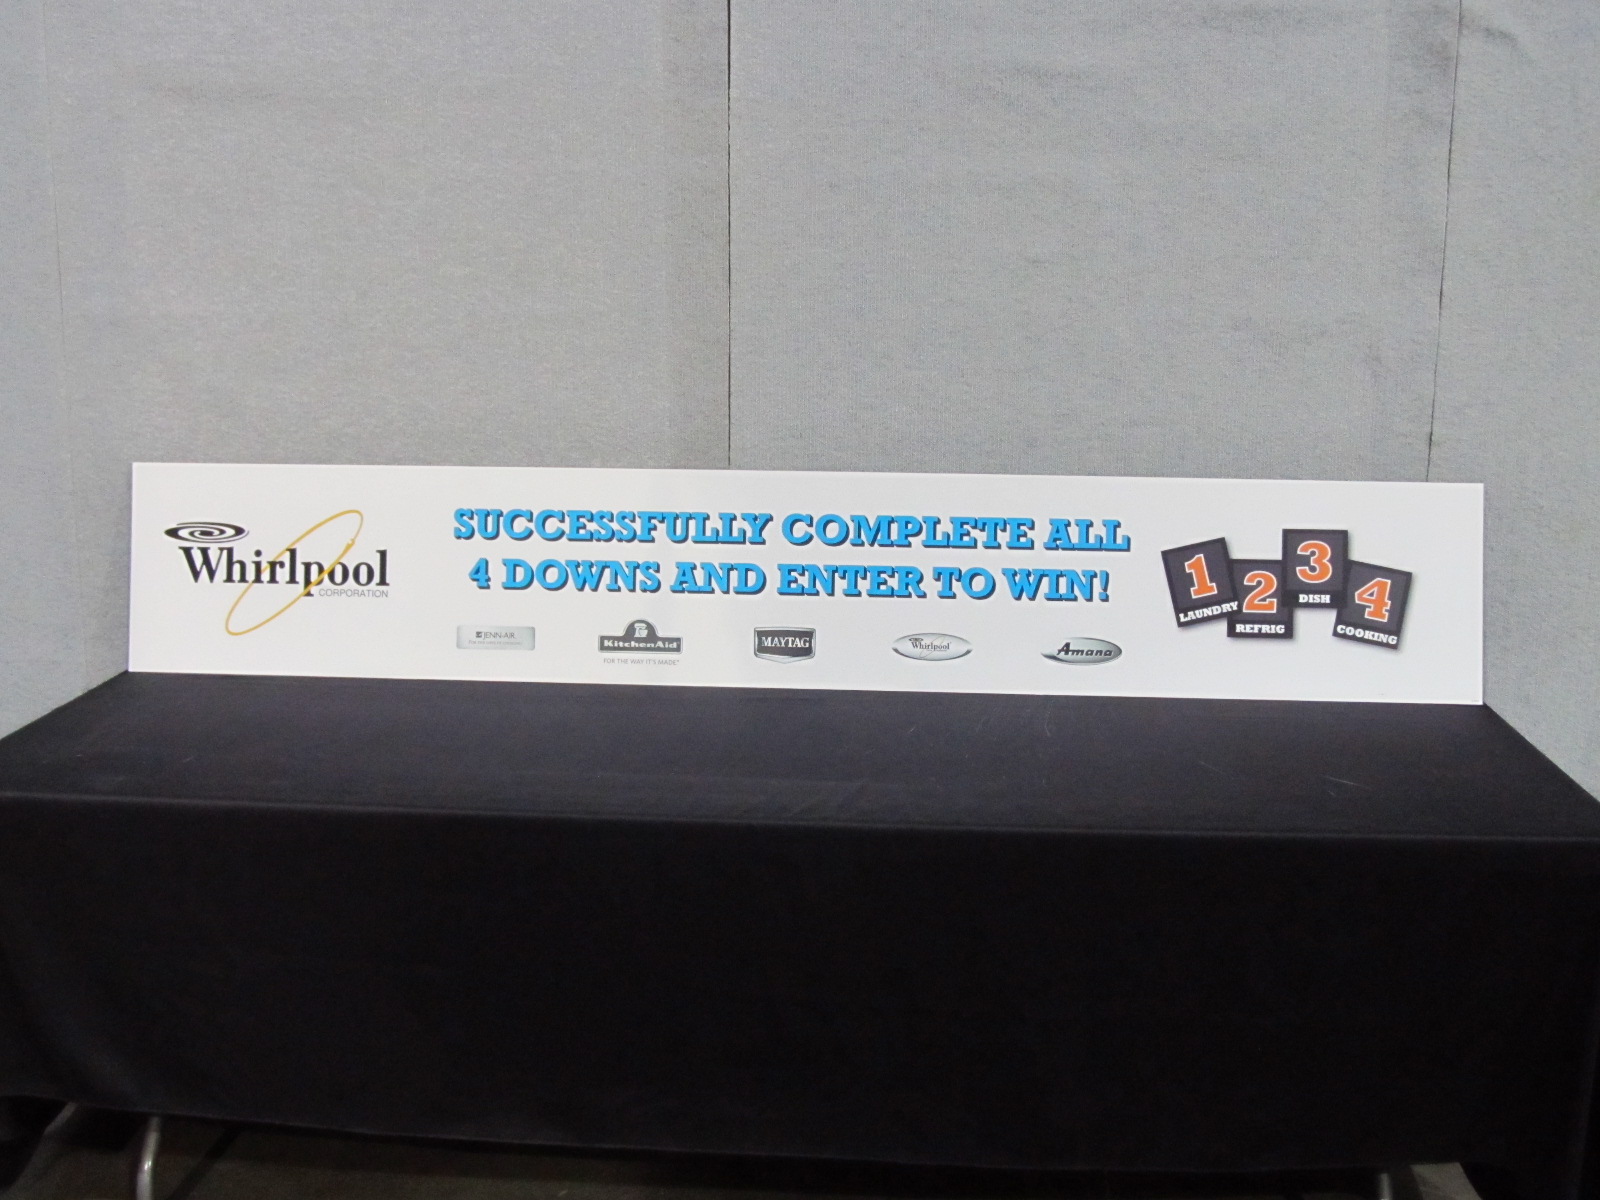 Whirlpool
CORPORATION
SUCCESSFULLY COMPLETE ALL
4 DOWNS AND ENTER TO WIN!
JENN-AIR
KitchenAid
FOR THE WAY IT'S MADE®
MAYTAG
Whirlpool
Amana
1
LAUNDRY
2
REFRIG
3
DISH
4
COOKING